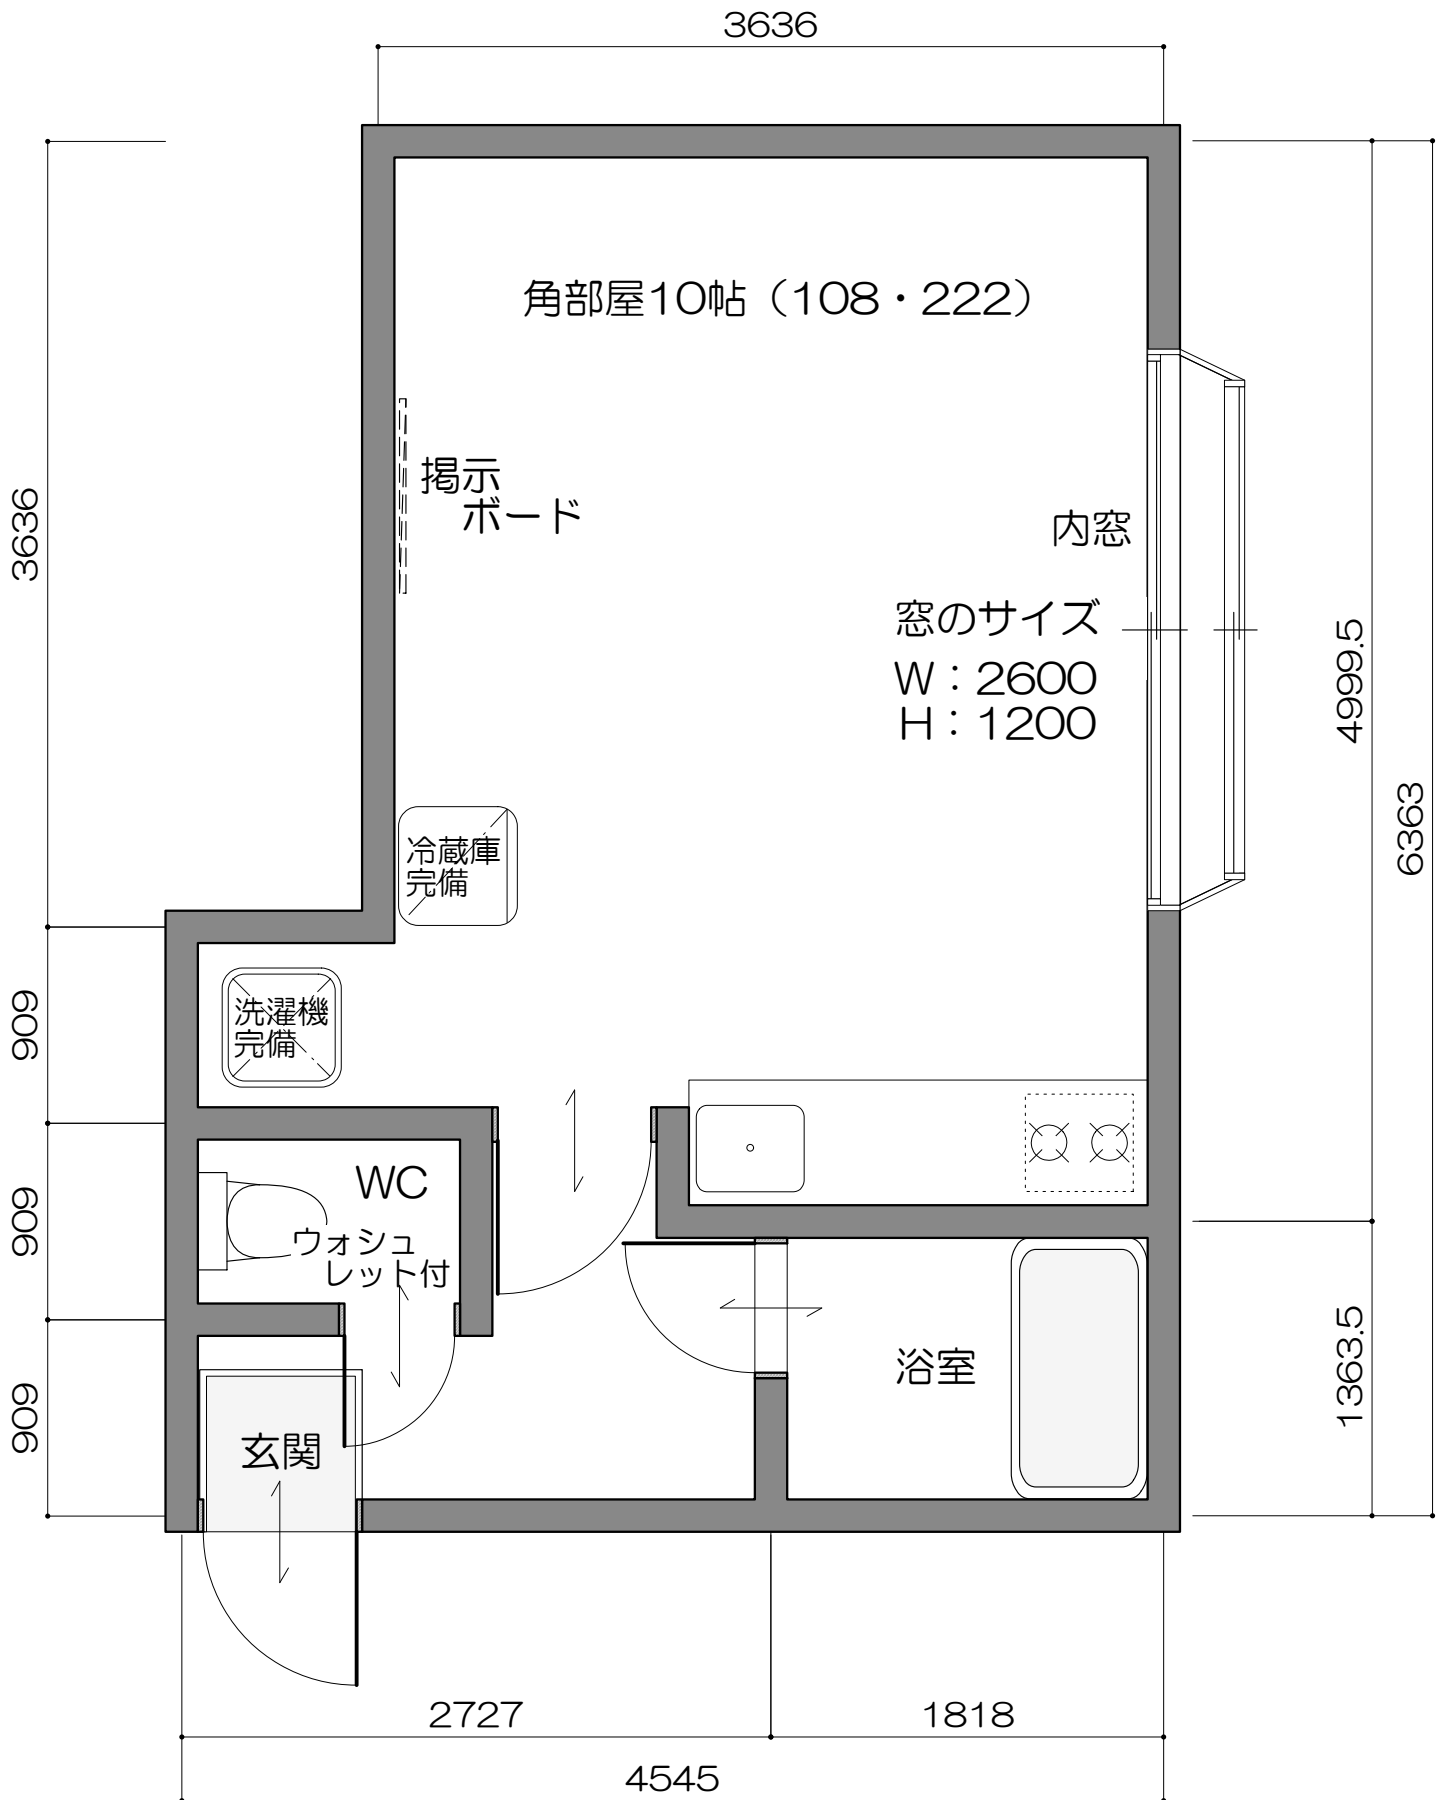 3636
角部屋10帖（108・222）
掲示
ボード
内窓
窓のサイズ
W：2600
H：1200
3636
4999.5
6363
冷蔵庫
完備
909
洗濯機
完備
909
WC
ウォシュ
レット付
909
玄関
浴室
1363.5
2727
1818
4545